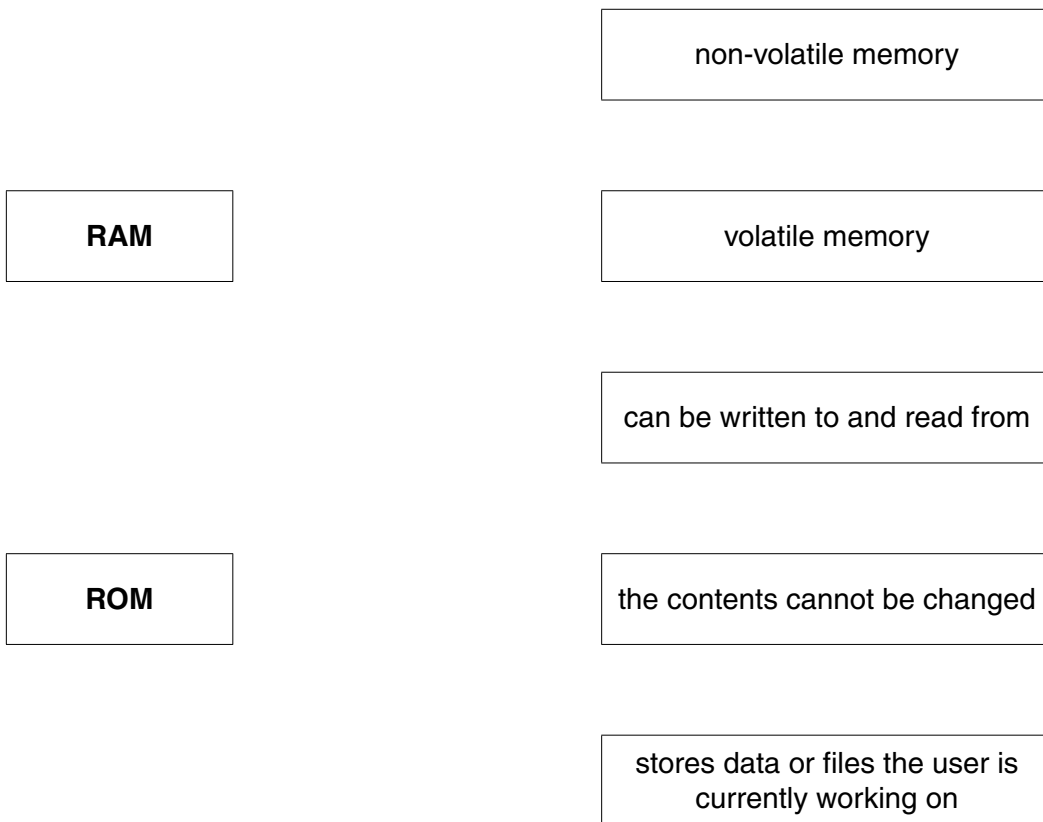 non-volatile memory
RAM
volatile memory
can be written to and read from
ROM
the contents cannot be changed
stores data or files the user is
currently working on